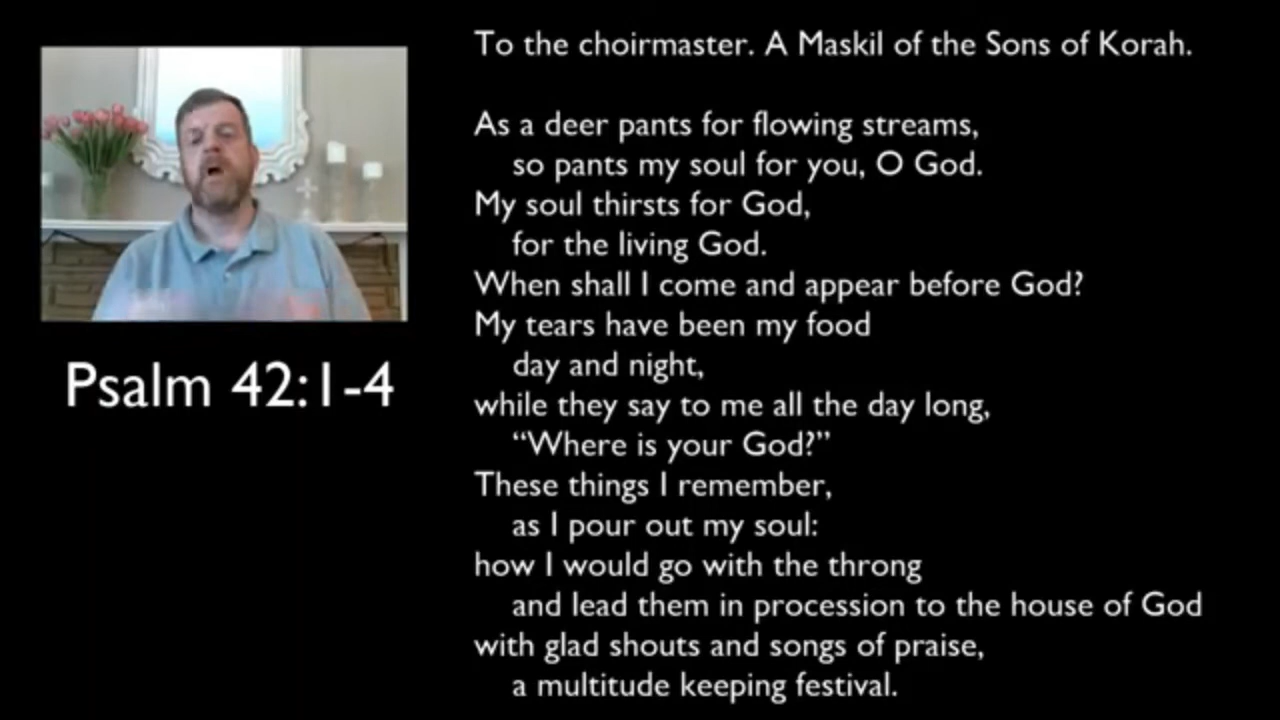 To the choirmaster. A Maskil of the Sons of Korah.
As a deer pants for flowing streams,
so pants my soul for you, O God.
My soul thirsts for God,
for the living God.
When shall I come and appear before God?
My tears have been my food
day and night,
while they say to me all the day long,
“Where is your God?”
These things I remember,
as I pour out my soul:
how I would go with the throng
and lead them in procession to the house of God
with glad shouts and songs of praise,
a multitude keeping festival.
Psalm 42:1-4